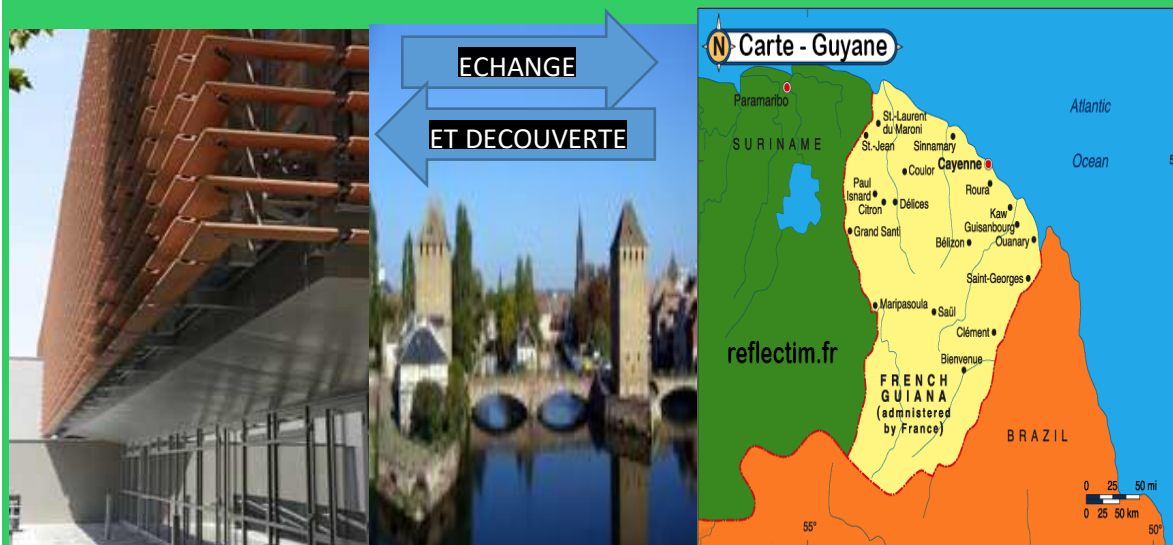 ECHANGE
ET DECOUVERTE
N
Carte - Guyane
Paramaribo
SURINAME
St.-Laurent
du Maroni
St.-Jean
Sinnamary
Atlantic
Ocean
Cayenne
Coulor
Roura
Paul
Isnard
Citron
Délices
Kaw
Guisanbourg
Ouanary
Grand Santi
Bélizon
Saint-Georges
Maripasoula
Saül
Clément
Bienvenue
reflectim.fr
FRENCH
GUIANA
(admnistered
by France)
BRAZIL
0 25 50 mi
0 25 50 km
55°
50°
5